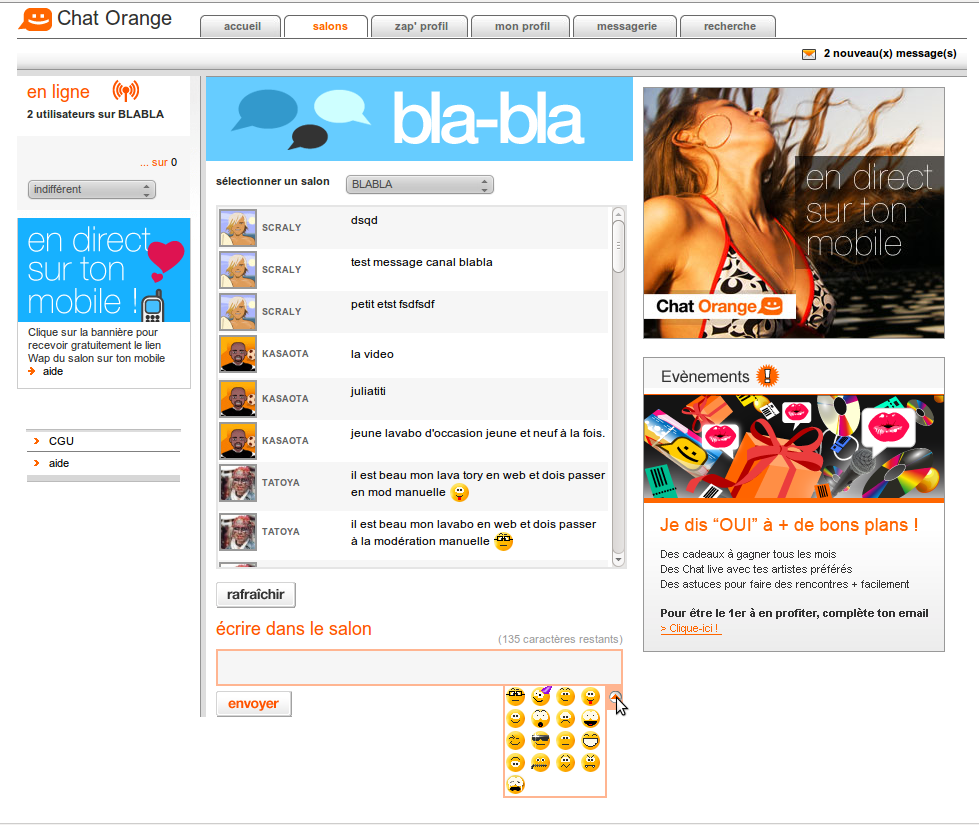 Chat Orange
accueil
salons
zap' profil
mon profil
messagerie
recherche
2 nouveau(x) message(s)
en ligne
2 utilisateurs sur BLABLA
... sur 0
indifférent
en direct
sur ton
mobile !
Clique sur la bannière pour
recevoir gratuitement le lien
Wap du salon sur ton mobile
aide
CGU
aide
bla-bla
sélectionner un salon
BLABLA
SCRALY
dsqd
SCRALY
test message canal blabla
SCRALY
petit etst fsdfsdf
KASAOTA
la video
KASAOTA
juliatiti
KASAOTA
jeune lavabo d'occasion jeune et neuf à la fois.
TATOYA
il est beau mon lava tory en web et dois passer
en mod manuelle
TATOYA
il est beau mon lavabo en web et dois passer
à la modération manuelle
rafraîchir
écrire dans le salon
(135 caractères restants)
envoyer
en direct
sur ton
mobile
Chat Orange
Evènements
Je dis “OUI” à + de bons plans !
Des cadeaux à gagner tous les mois
Des Chat live avec tes artistes préférés
Des astuces pour faire des rencontres + facilement
Pour être le 1er à en profiter, complète ton email
> Clique-ici !